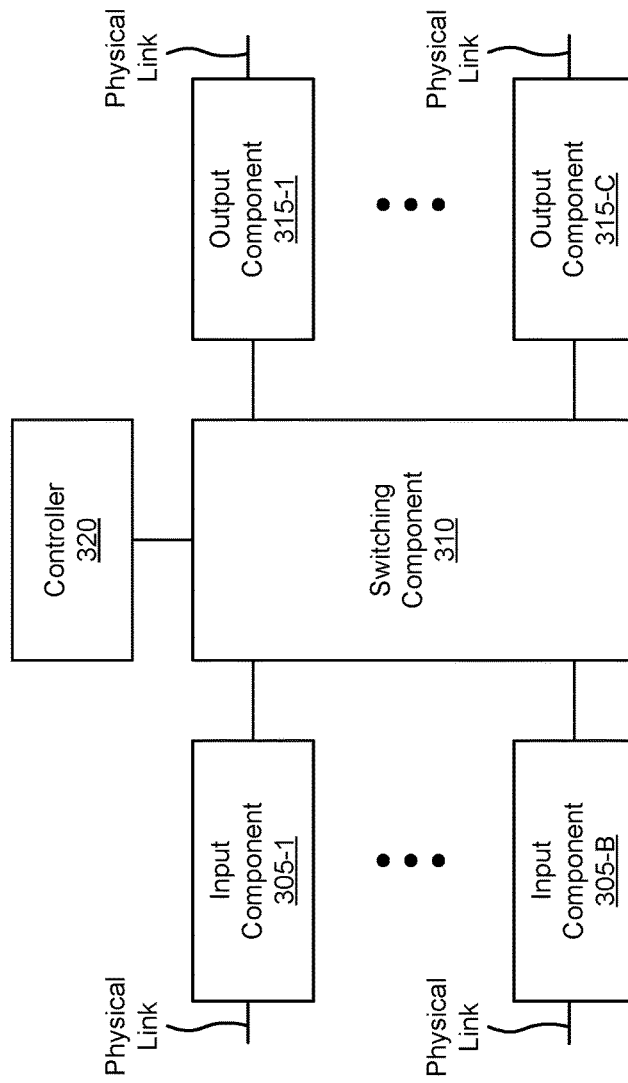 Controller
320
Physical
Link
Input
Component
305-1
Switching
Component
310
Output
Component
315-1
Physical
Link
Physical
Link
Input
Component
305-B
Output
Component
315-C
Physical
Link